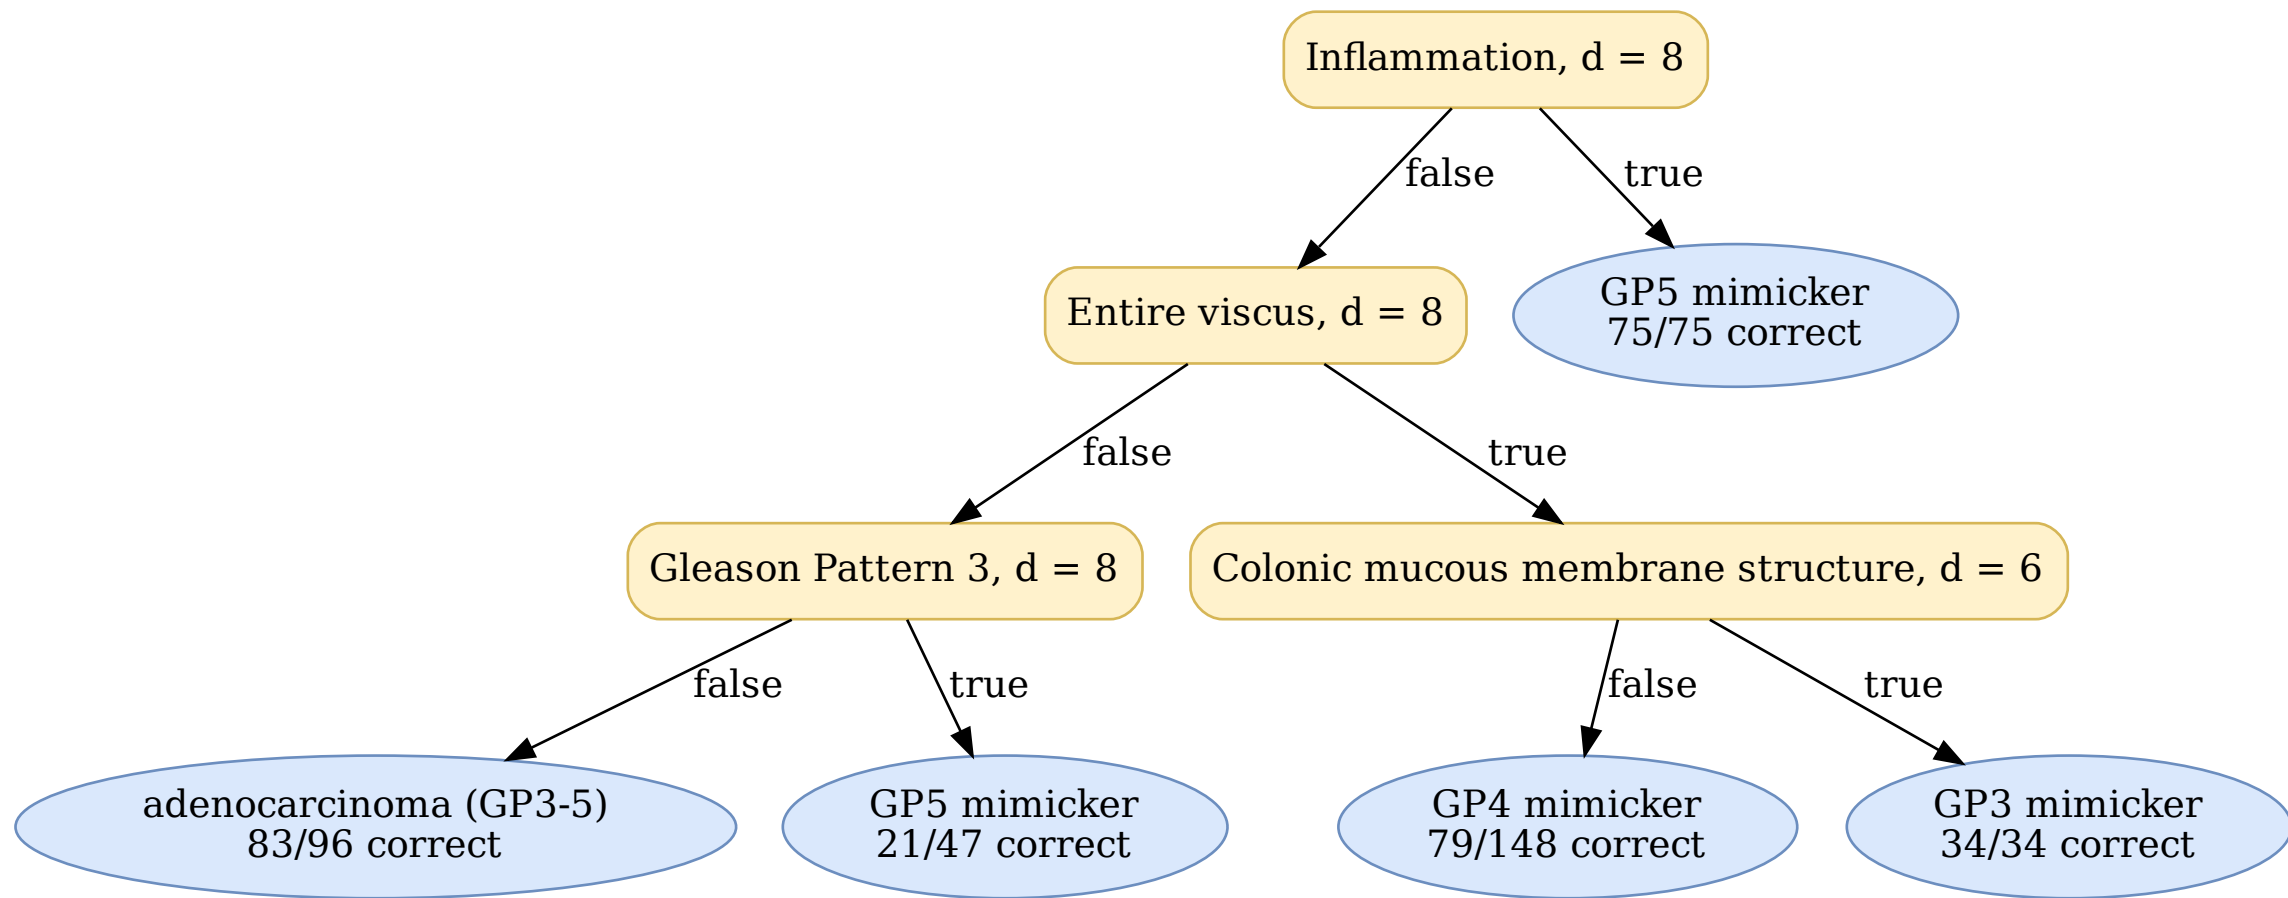 Inflammation, d = 8
false
true
Entire viscus, d = 8
GP5 mimicker
75/75 correct
false
true
Gleason Pattern 3, d = 8
Colonic mucous membrane structure, d = 6
false
true
false
true
adenocarcinoma (GP3-5)
83/96 correct
GP5 mimicker
21/47 correct
GP4 mimicker
79/148 correct
GP3 mimicker
34/34 correct